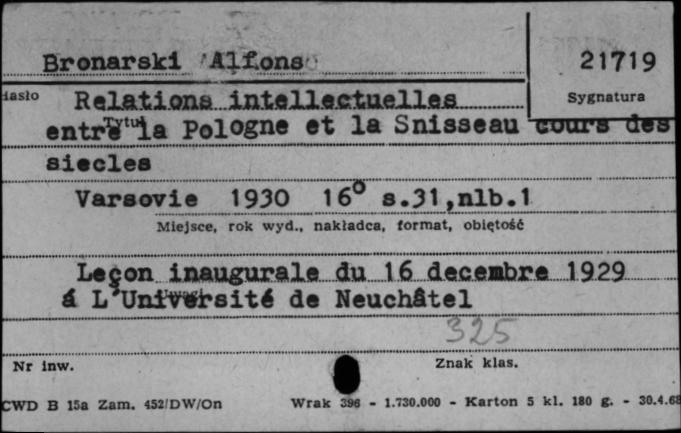 Bronarski Alfons
21719
Sygnatura
iasło
Relations intellectuelles
Tytuł
entre la Pologne et la Snisseau cours des
siecles
Varsovie 1930 16° s.31,nlb.1
Miejsce, rok wyd., nakładca, format, objętość
Leçon inaugurale du 16 decembre 1929
á L'Université de Neuchâtel
325
Nr inw.
Znak klas.
CWD B 15a Zam. 452/DW/On
Wrak 396 - 1.730.000 - Karton 5 kl. 180 g. - 30.4.68